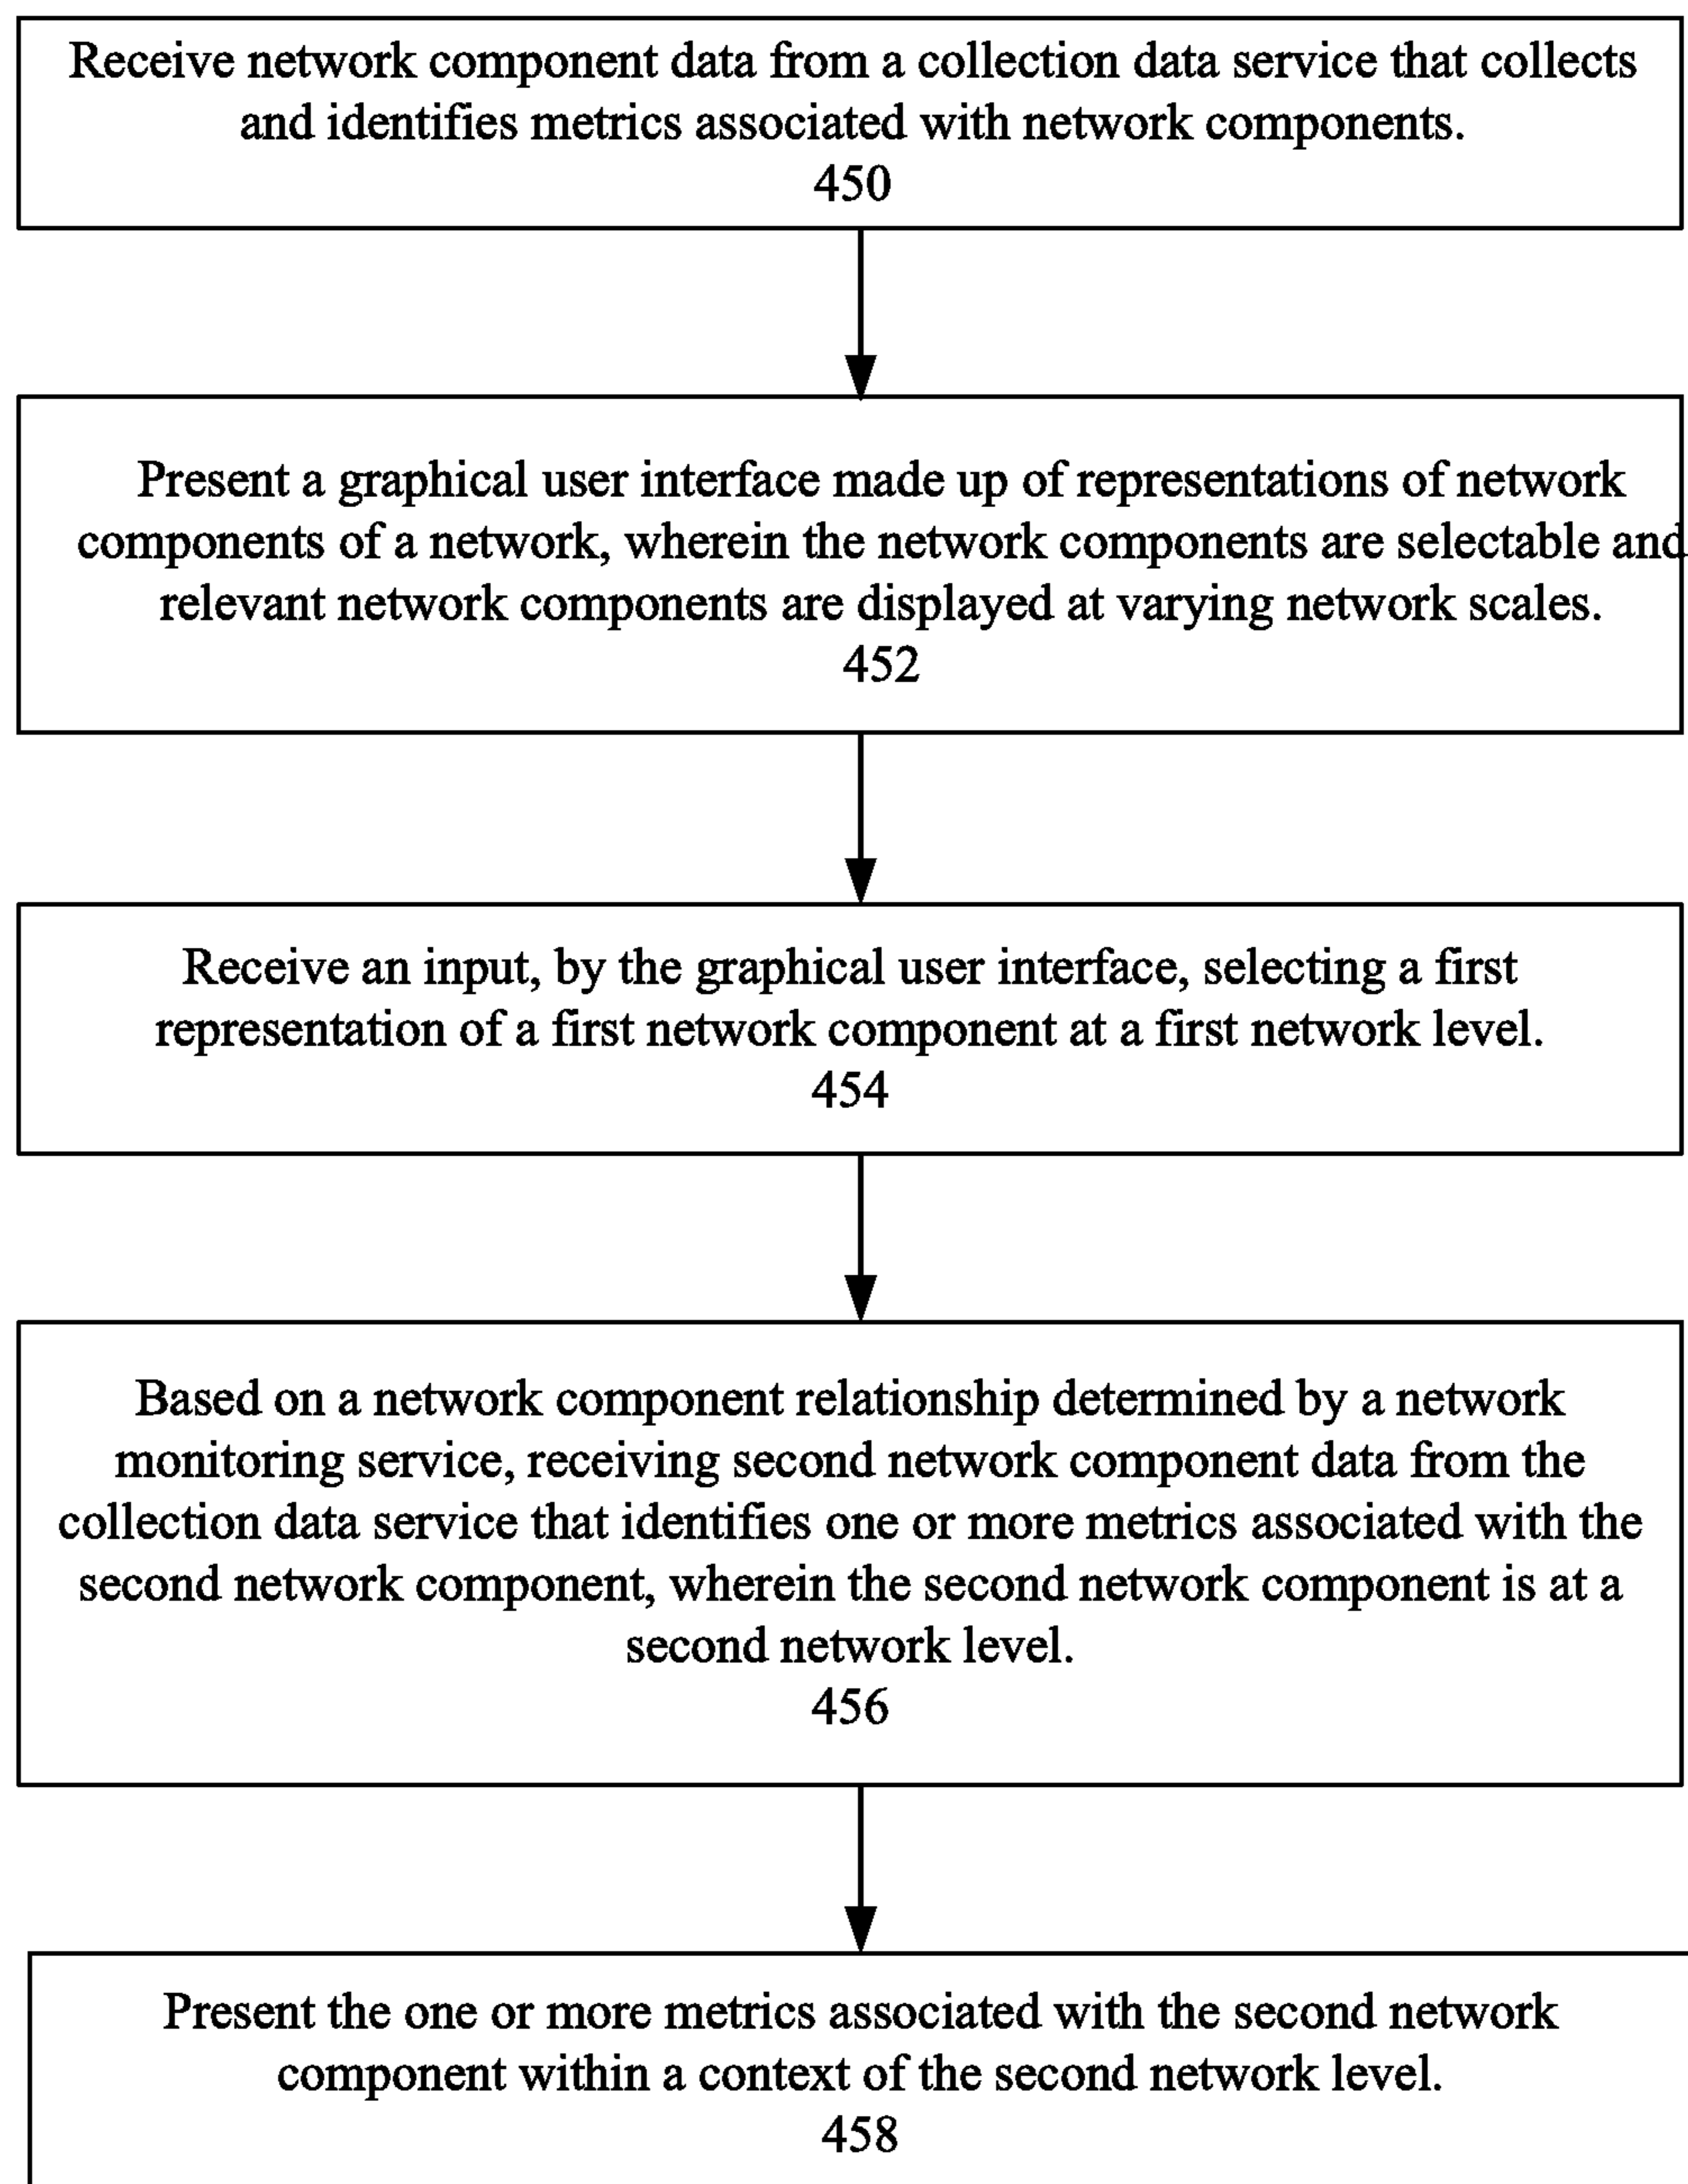 Receive network component data from a collection data service that collects
and identifies metrics associated with network components.
450
Present a graphical user interface made up of representations of network
components of a network, wherein the network components are selectable and
relevant network components are displayed at varying network scales.
452
Receive an input, by the graphical user interface, selecting a first
representation of a first network component at a first network level.
454
Based on a network component relationship determined by a network
monitoring service, receiving second network component data from the
collection data service that identifies one or more metrics associated with the
second network component, wherein the second network component is at a
second network level.
456
Present the one or more metrics associated with the second network
component within a context of the second network level.
458